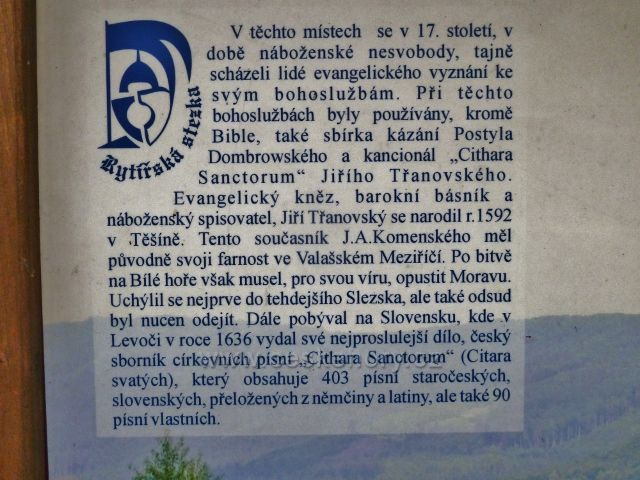 V těchto místech se v 17. století, v
době náboženské nesvobody, tajně
scházeli lidé evangelického vyznání ke
svým bohoslužbám. Při těchto
bohoslužbách byly používány, kromě
Bible, také sbírka kázání Postyla
Dombrowského a kancionál „Cithara
Sanctorum“ Jiřího Třanovského.
Rytířská stezka
Evangelický kněz, barokní básník a
náboženský spisovatel, Jiří Třanovský se narodil r.1592
v Těšíně. Tento současník J.A.Komenského měl
původně svoji farnost ve Valašském Meziříčí. Po bitvě
na Bílé hoře však musel, pro svou víru, opustit Moravu.
Uchýlil se nejprve do tehdejšího Slezska, ale také odsud
byl nucen odejít. Dále pobýval na Slovensku, kde v
Levoči v roce 1636 vydal své nejproslulejší dílo, český
sborník církevních písní „Cithara Sanctorum“ (Citara
svatých), který obsahuje 403 písní staročeských,
slovenských, přeložených z němčiny a latiny, ale také 90
písní vlastních.